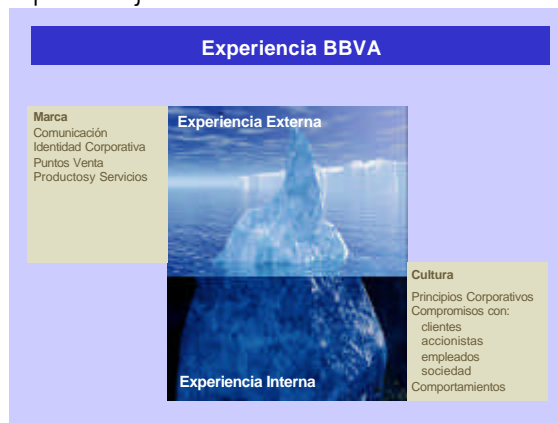 Experiencia BBVA
Marca
Comunicación
Identidad Corporativa
Puntos Venta
Productosy Servicios
Experiencia Externa
Cultura
Principios Corporativos
Compromisos con:
clientes
accionistas
empleados
sociedad
Comportamientos
Experiencia Interna